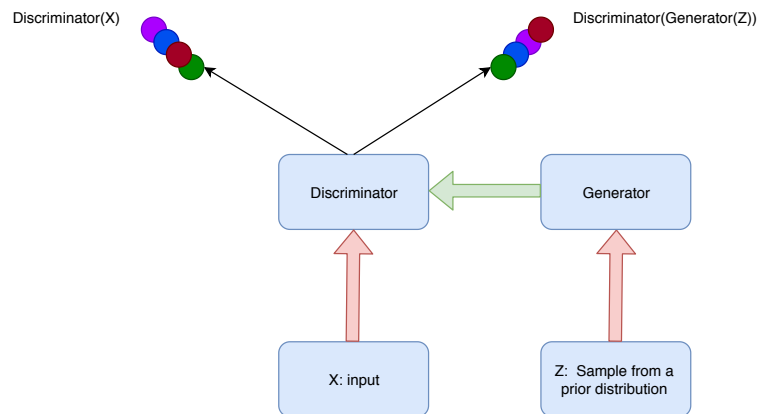 Discriminator(X)
Discriminator(Generator(Z))
Discriminator
Generator
X: input
Z: Sample from a
prior distribution